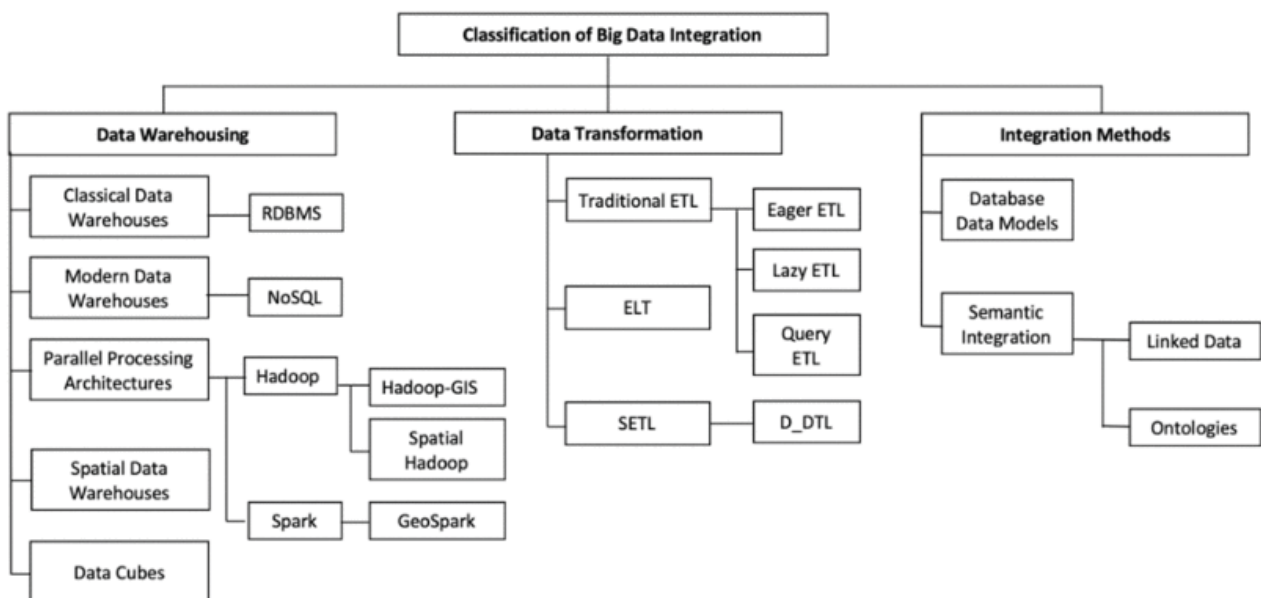 Classification of Big Data Integration
Data Warehousing
Classical Data
Warehouses
RDBMS
Modern Data
Warehouses
NoSQL
Parallel Processing
Architectures
Hadoop
Hadoop-GIS
Spatial
Hadoop
Spark
GeoSpark
Spatial Data
Warehouses
Data Cubes
Data Transformation
Traditional ETL
Eager ETL
Lazy ETL
Query
ETL
ELT
SETL
D_DTL
Integration Methods
Database
Data Models
Semantic
Integration
Linked Data
Ontologies